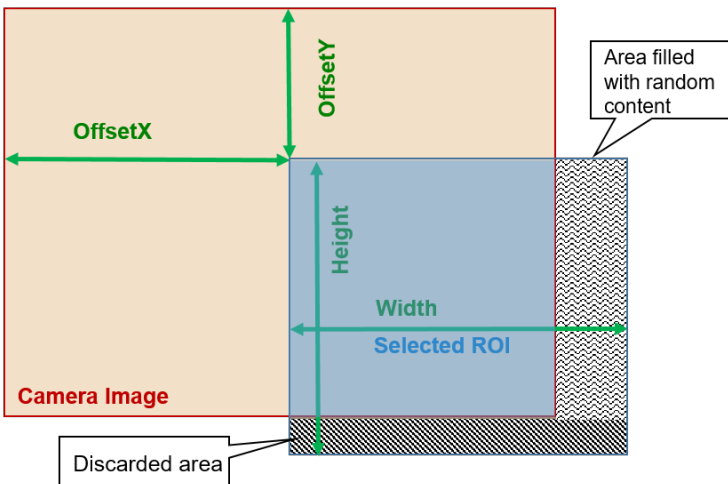 OffsetY
Area filled
with random
content
OffsetX
Height
Width
Selected ROI
Camera Image
Discarded area